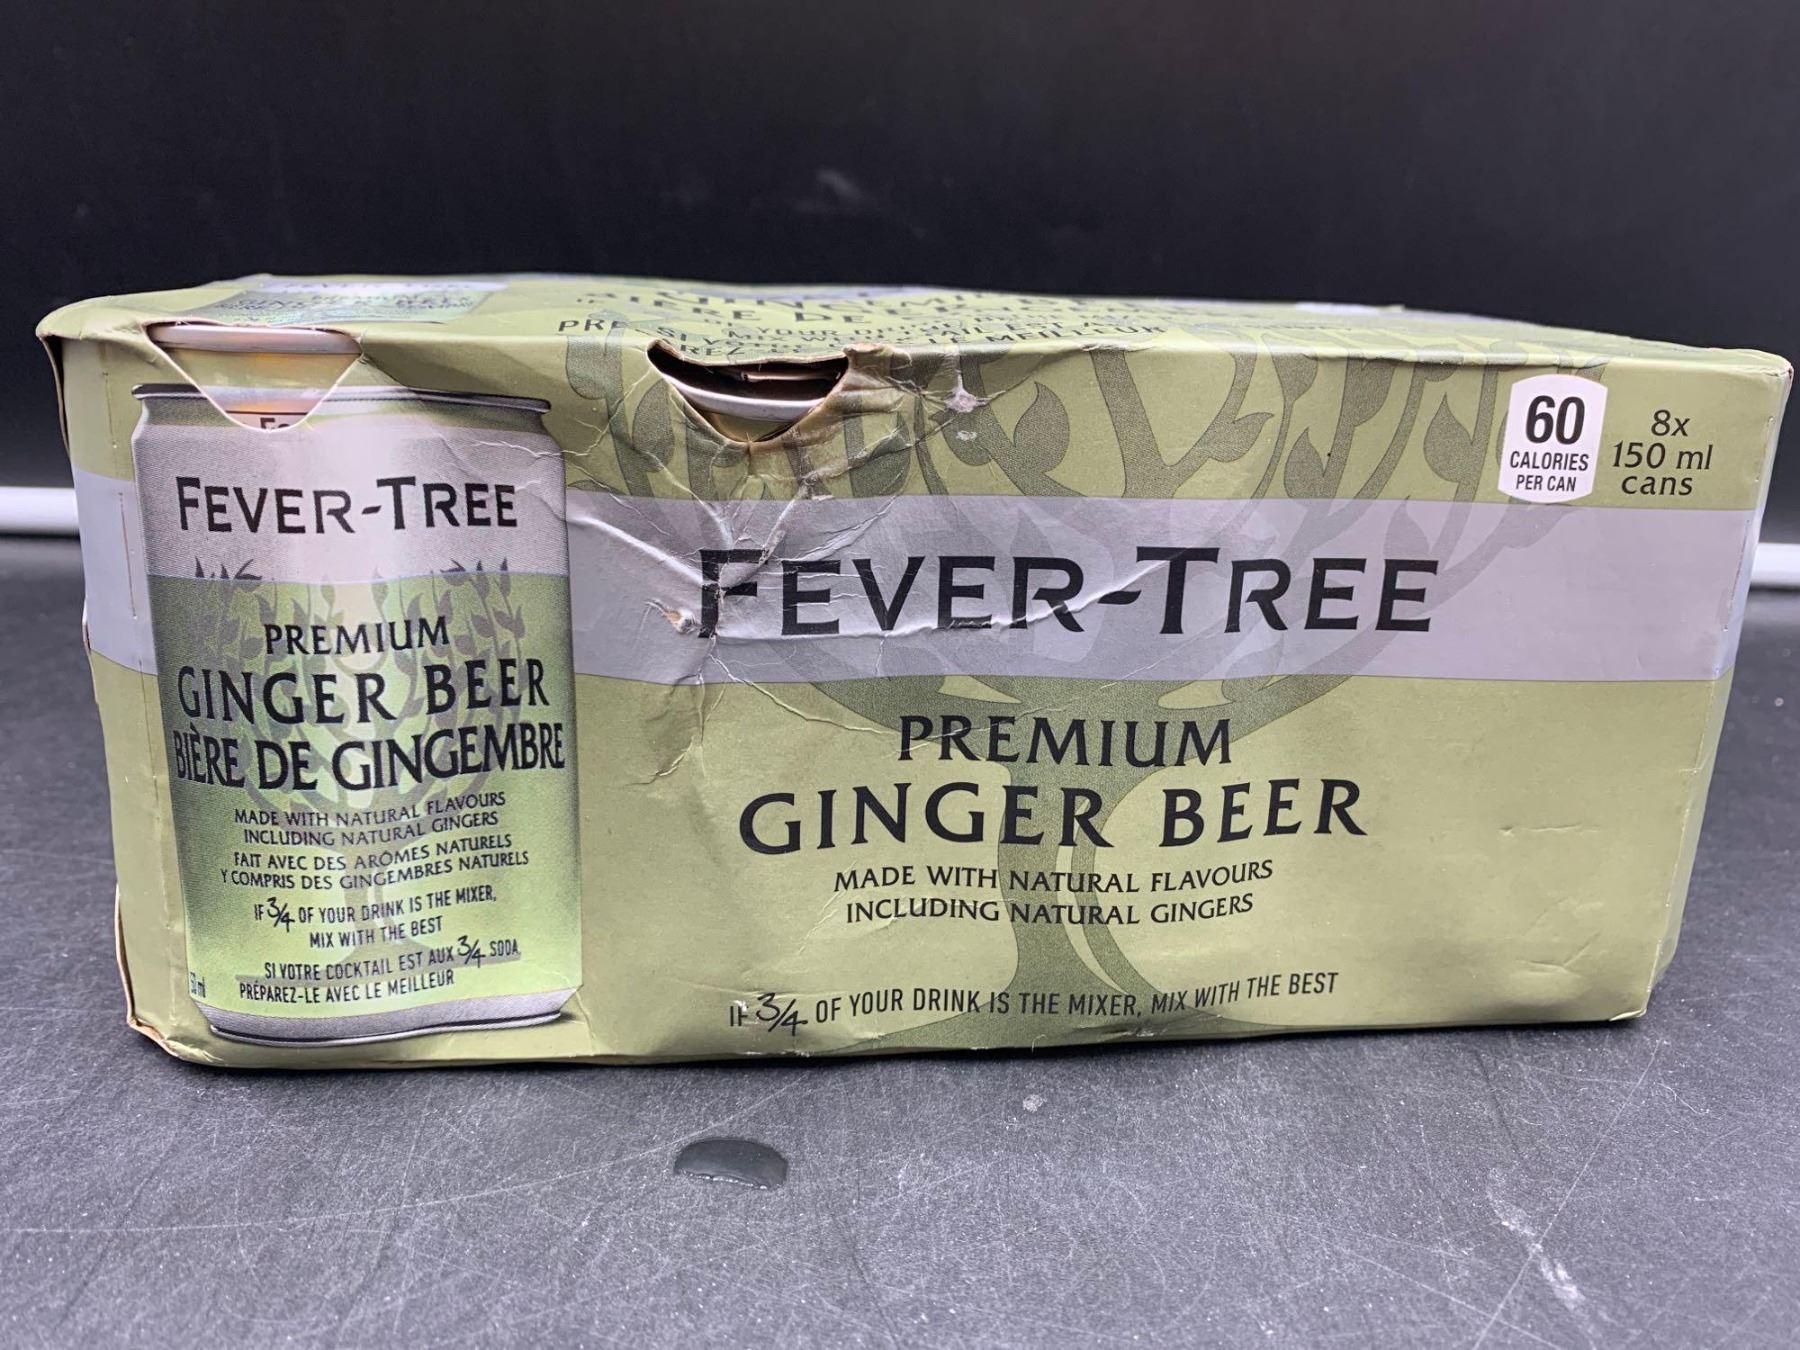 PREMIUM
GINGER BEER
FEVER-TREE
PREMIUM
GINGER BEER
BIÈRE DE GINGEMBRE
MADE WITH NATURAL FLAVOURS
INCLUDING NATURAL GINGERS
FAIT AVEC DES ARÔMES NATURELS
Y COMPRIS DES GINGEMBRES NATURELS
IF 3/4 OF YOUR DRINK IS THE MIXER,
MIX WITH THE BEST
SI VOTRE COCKTAIL EST AUX 3/4 SODA,
PRÉPAREZ-LE AVEC LE MEILLEUR
60
CALORIES
PER CAN
8x
150 ml
cans
FEVER-TREE
PREMIUM
GINGER BEER
MADE WITH NATURAL FLAVOURS
INCLUDING NATURAL GINGERS
IF 3/4 OF YOUR DRINK IS THE MIXER, MIX WITH THE BEST